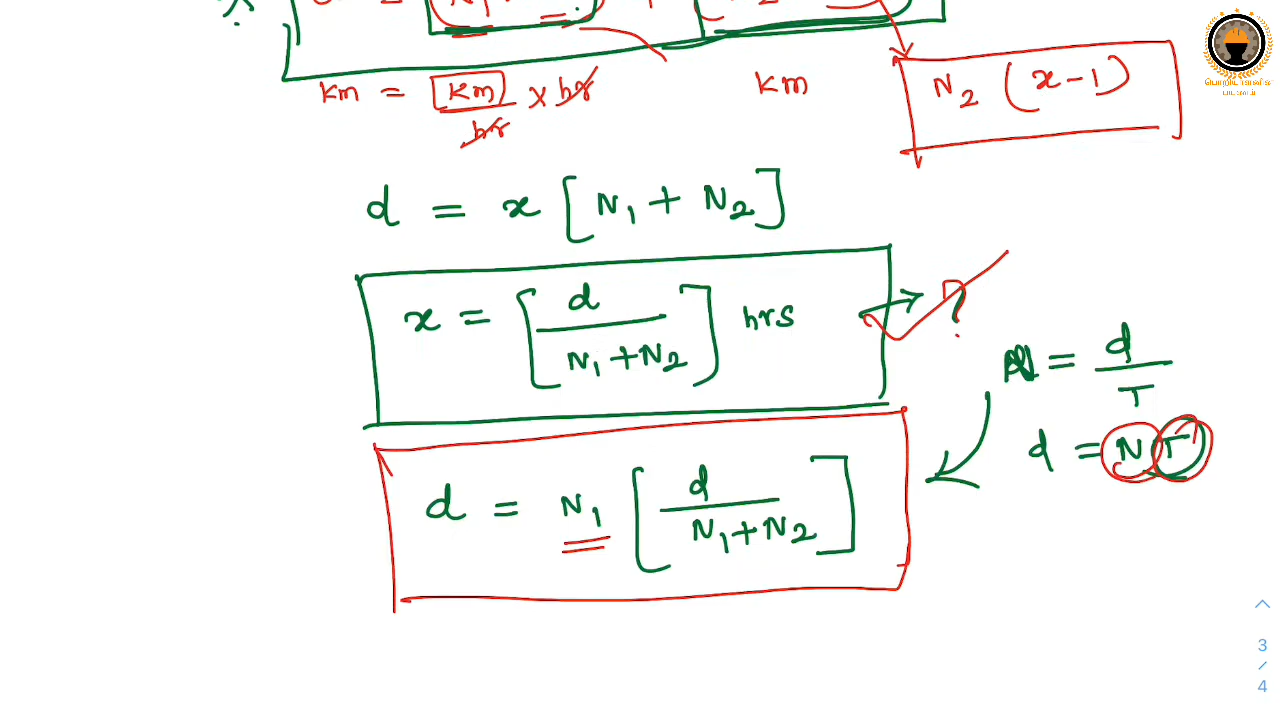 km = km/hr × hr km N₂ (x-1)
d = x [N₁ + N₂]
x = [d/(N₁+N₂)] hrs → ?
N = d/T
d = NT
d = N₁ [d/(N₁+N₂)]
3
/
4